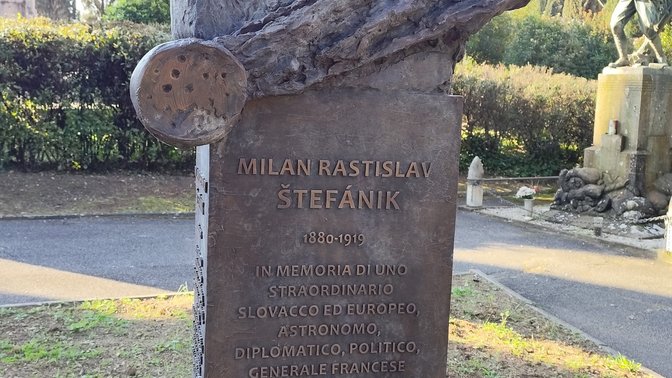 MILAN RASTISLAV
ŠTEFÁNIK
1880-1919
IN MEMORIA DI UNO
STRAORDINARIO
SLOVACCO ED EUROPEO,
ASTRONOMO,
DIPLOMATICO, POLITICO,
GENERALE FRANCESE